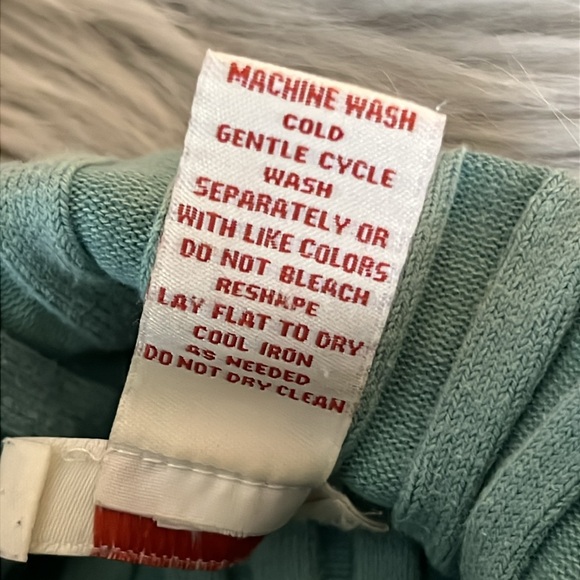 MACHINE WASH
COLD
GENTLE CYCLE
WASH
SEPARATELY OR
WITH LIKE COLORS
DO NOT BLEACH
RESHAPE
LAY FLAT TO DRY
COOL IRON
AS NEEDED
DO NOT DRY CLEAN